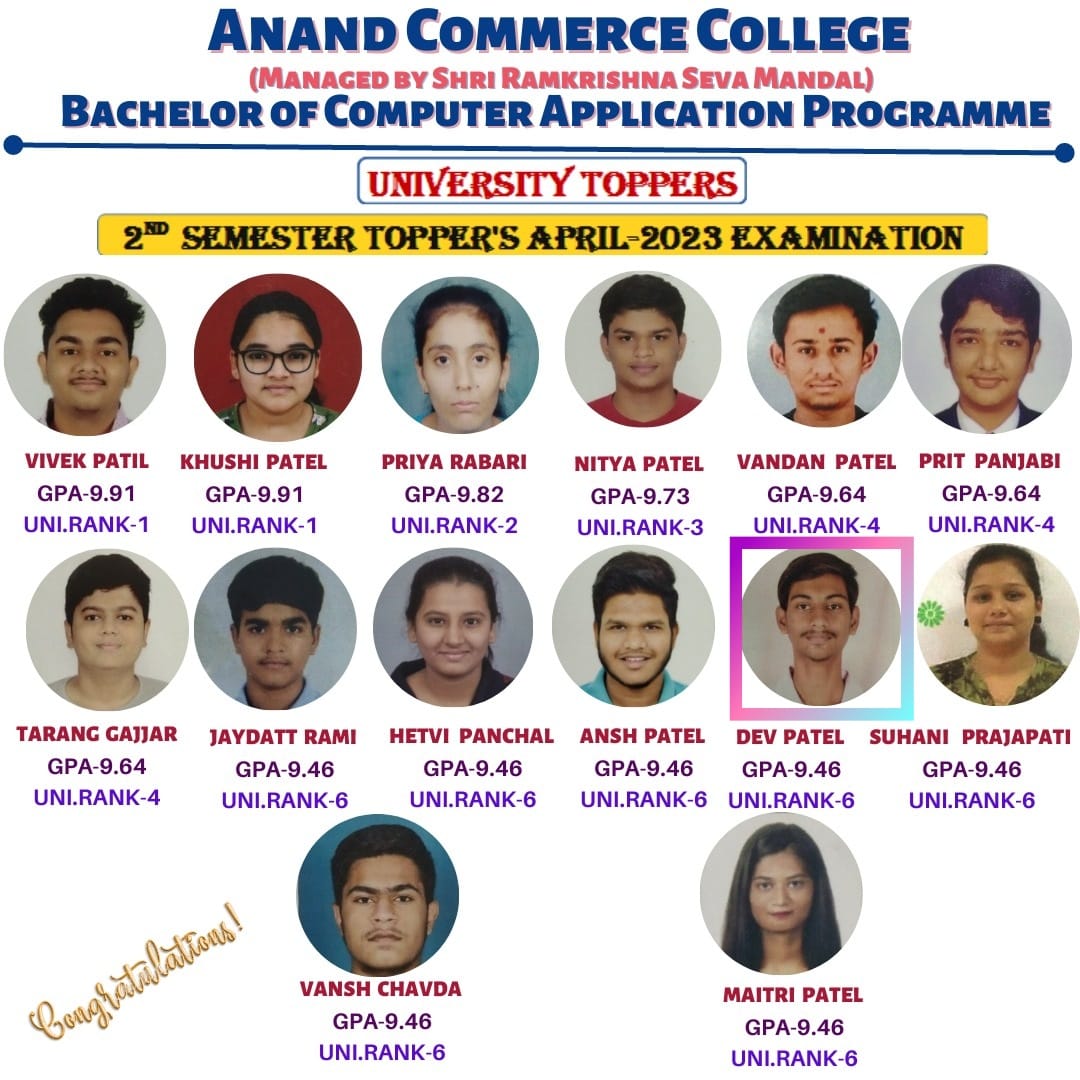 ANAND COMMERCE COLLEGE
(MANAGED BY SHRI RAMKRISHNA SEVA MANDAL)
BACHELOR OF COMPUTER APPLICATION PROGRAMME
UNIVERSITY TOPPERS
2ND SEMESTER TOPPER'S APRIL-2023 EXAMINATION
VIVEK PATIL
GPA-9.91
UNI.RANK-1
KHUSHI PATEL
GPA-9.91
UNI.RANK-1
PRIYA RABARI
GPA-9.82
UNI.RANK-2
NITYA PATEL
GPA-9.73
UNI.RANK-3
VANDAN PATEL
GPA-9.64
UNI.RANK-4
PRIT PANJABI
GPA-9.64
UNI.RANK-4
TARANG GAJJAR
GPA-9.64
UNI.RANK-4
JAYDATT RAMI
GPA-9.46
UNI.RANK-6
HETVI PANCHAL
GPA-9.46
UNI.RANK-6
ANSH PATEL
GPA-9.46
UNI.RANK-6
DEV PATEL
GPA-9.46
UNI.RANK-6
SUHANI PRAJAPATI
GPA-9.46
UNI.RANK-6
Congratulations!
VANSH CHAVDA
GPA-9.46
UNI.RANK-6
MAITRI PATEL
GPA-9.46
UNI.RANK-6